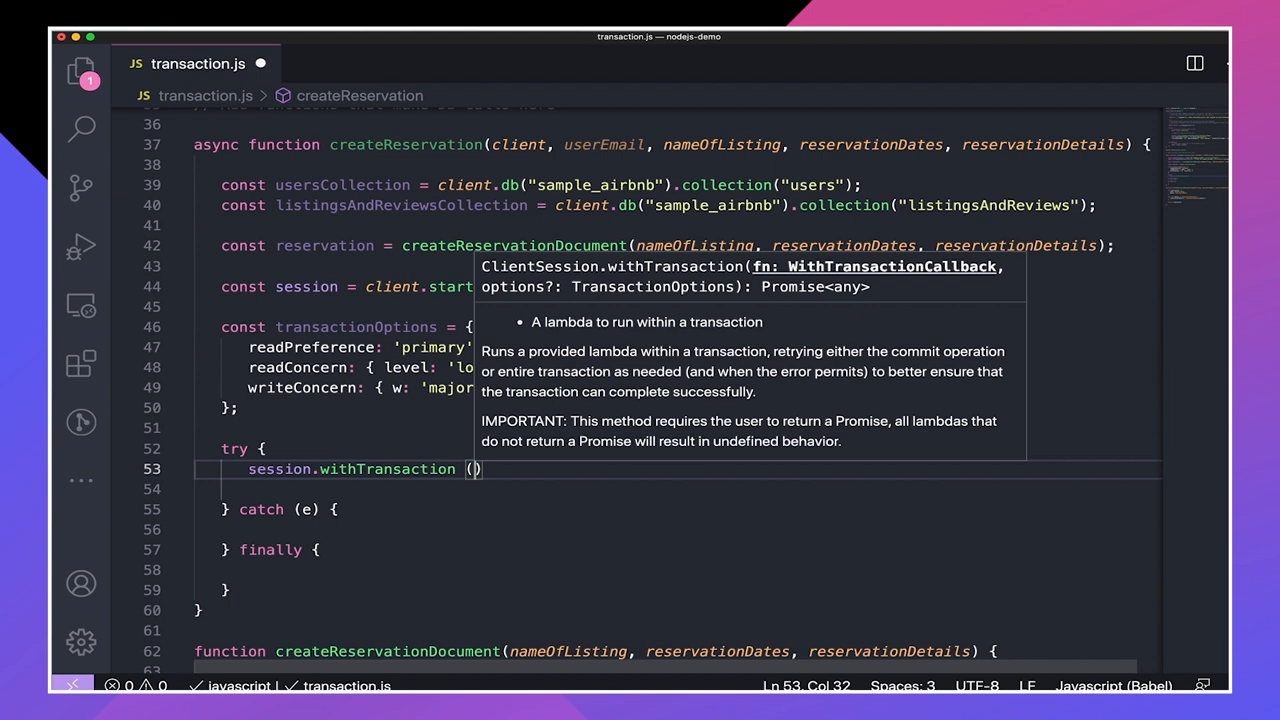 transaction.js — nodejs-demo
JS transaction.js
1
JS transaction.js > createReservation
36
37 async function createReservation(client, userEmail, nameOfListing, reservationDates, reservationDetails) {
38
39 const usersCollection = client.db("sample_airbnb").collection("users");
40 const listingsAndReviewsCollection = client.db("sample_airbnb").collection("listingsAndReviews");
41
42 const reservation = createReservationDocument(nameOfListing, reservationDates, reservationDetails);
43
ClientSession.withTransaction(fn: WithTransactionCallback,
options?: TransactionOptions): Promise<any>
44 const session = client.start
45
• A lambda to run within a transaction
46 const transactionOptions = {
47 readPreference: 'primary'
Runs a provided lambda within a transaction, retrying either the commit operation
48 readConcern: { level: 'lo
or entire transaction as needed (and when the error permits) to better ensure that
49 writeConcern: { w: 'major
the transaction can complete successfully.
50 };
IMPORTANT: This method requires the user to return a Promise, all lambdas that
51
do not return a Promise will result in undefined behavior.
52 try {
53 session.withTransaction ()
54
55 } catch (e) {
56
57 } finally {
58
59 }
60 }
61
62 function createReservationDocument(nameOfListing, reservationDates, reservationDetails) {
63
0 0 javascript | transaction.js Ln 53, Col 32 Spaces: 3 UTF-8 LF Javascript (Babel)